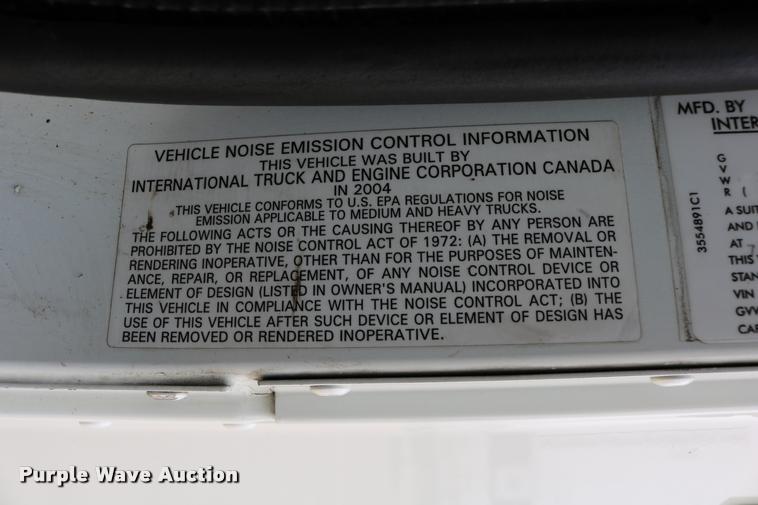 VEHICLE NOISE EMISSION CONTROL INFORMATION
THIS VEHICLE WAS BUILT BY
INTERNATIONAL TRUCK AND ENGINE CORPORATION CANADA
IN 2004
THIS VEHICLE CONFORMS TO U.S. EPA REGULATIONS FOR NOISE
EMISSION APPLICABLE TO MEDIUM AND HEAVY TRUCKS.
THE FOLLOWING ACTS OR THE CAUSING THEREOF BY ANY PERSON ARE
PROHIBITED BY THE NOISE CONTROL ACT OF 1972: (A) THE REMOVAL OR
RENDERING INOPERATIVE, OTHER THAN FOR THE PURPOSES OF MAINTEN-
ANCE, REPAIR, OR REPLACEMENT, OF ANY NOISE CONTROL DEVICE OR
ELEMENT OF DESIGN (LISTED IN OWNER'S MANUAL) INCORPORATED INTO
THIS VEHICLE IN COMPLIANCE WITH THE NOISE CONTROL ACT; (B) THE
USE OF THIS VEHICLE AFTER SUCH DEVICE OR ELEMENT OF DESIGN HAS
BEEN REMOVED OR RENDERED INOPERATIVE.
3554891C1
MFD. BY
INTER
G
V
W
R (
A SUIT
AND
AT 7
THIS
STAN
VIN
GVW
CAP
Purple Wave Auction